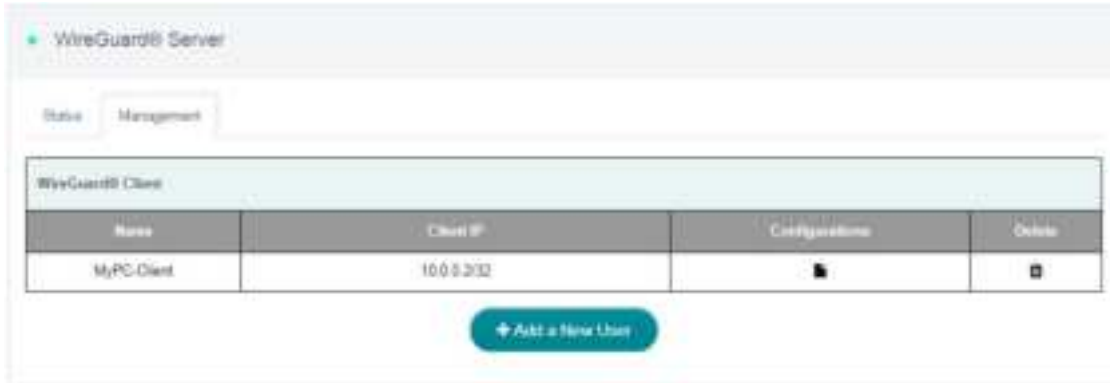 WireGuard® Server
Status Management
WireGuard® Client
Name Client IP Configurations Delete
MyPC-Client 10.0.0.2/32
+ Add a New User